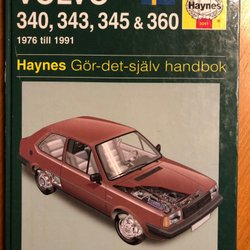 VOLVO
340, 343, 345 & 360
1976 till 1991
Haynes
Haynes Gör-det-själv handbok